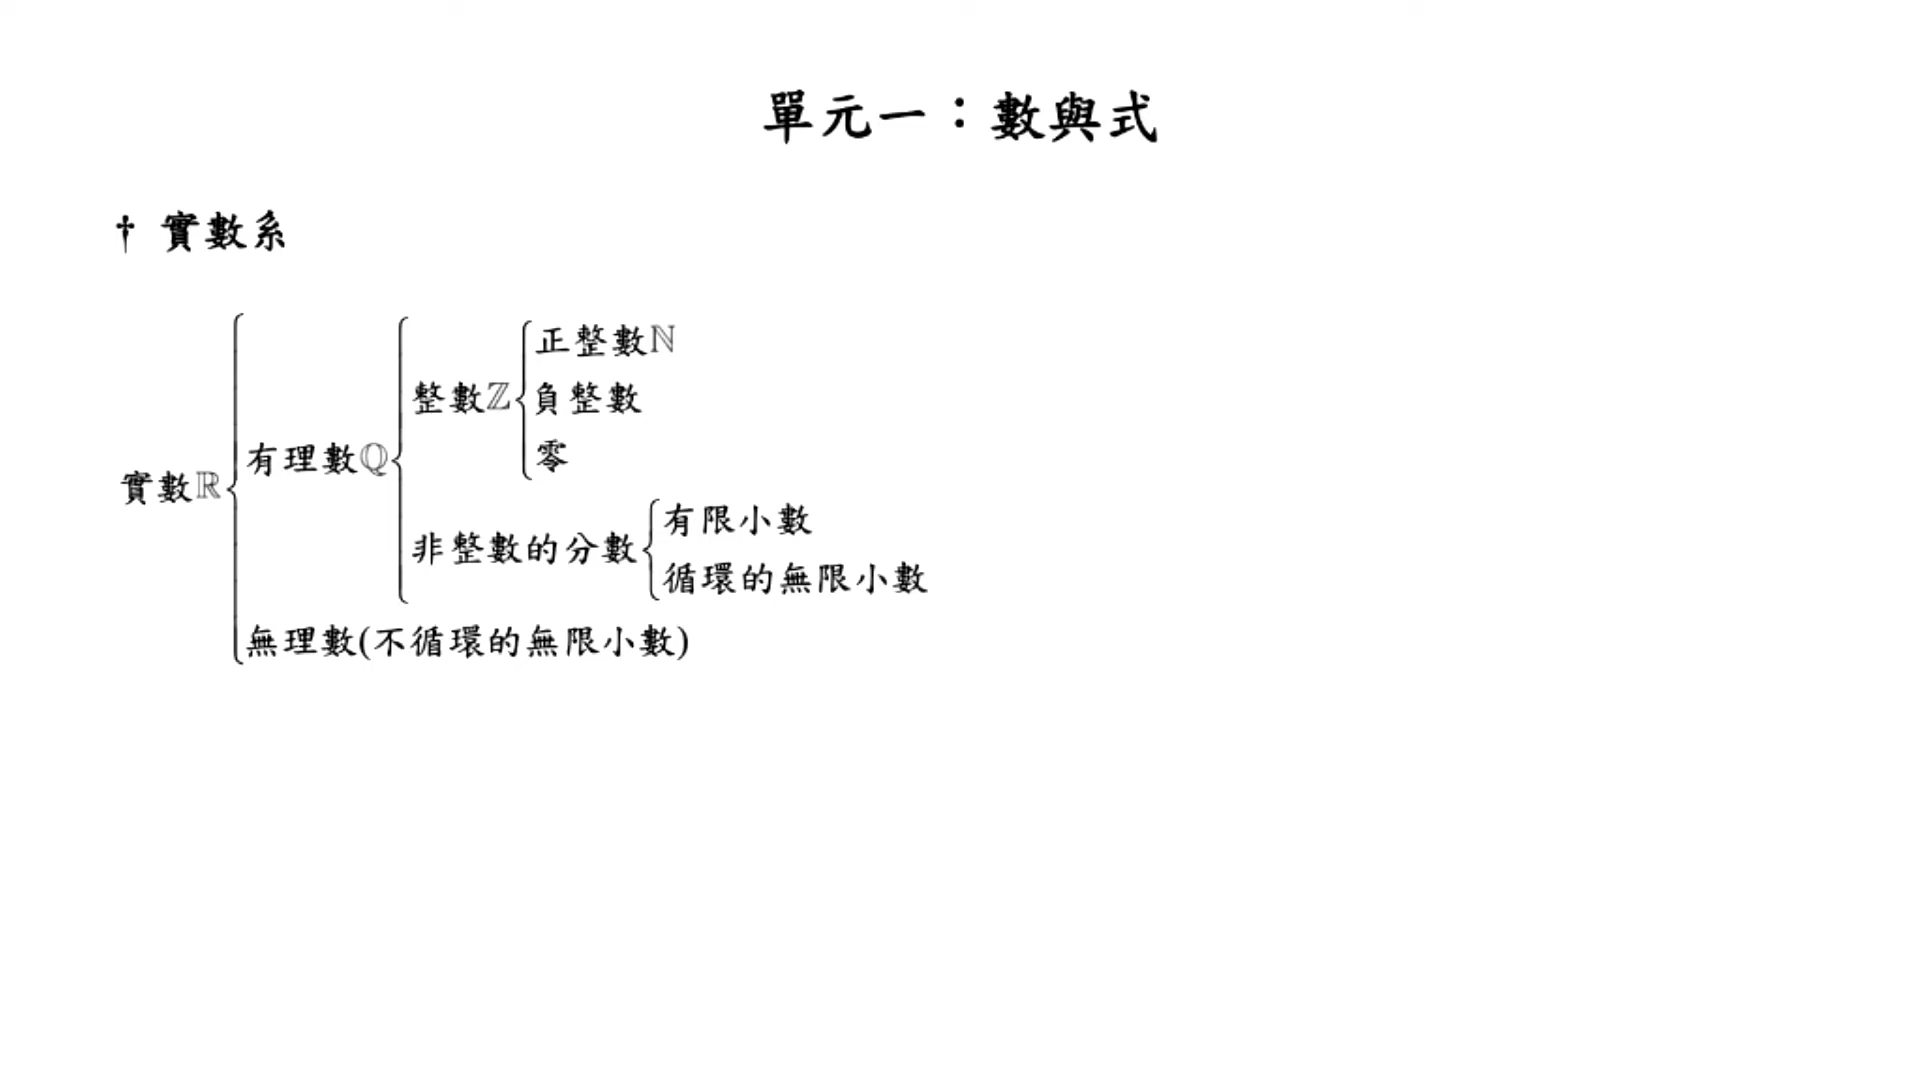 單元一：數與式
† 實數系
正整數ℕ
整數ℤ
負整數
零
有理數ℚ
實數ℝ
有限小數
非整數的分數
循環的無限小數
無理數(不循環的無限小數)